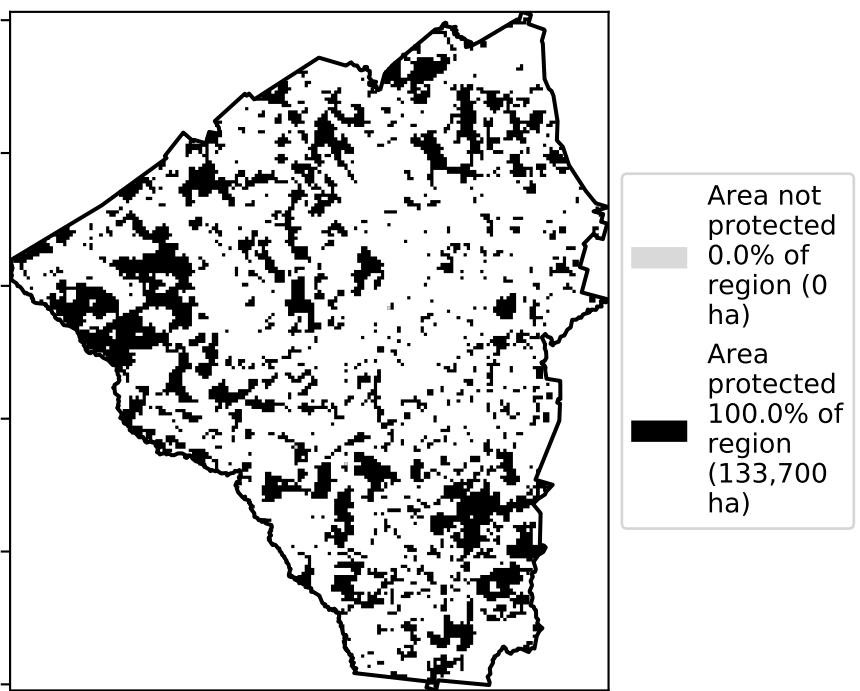 Area not
protected
0.0% of
region (0
ha)
Area
protected
100.0% of
region
(133,700
ha)